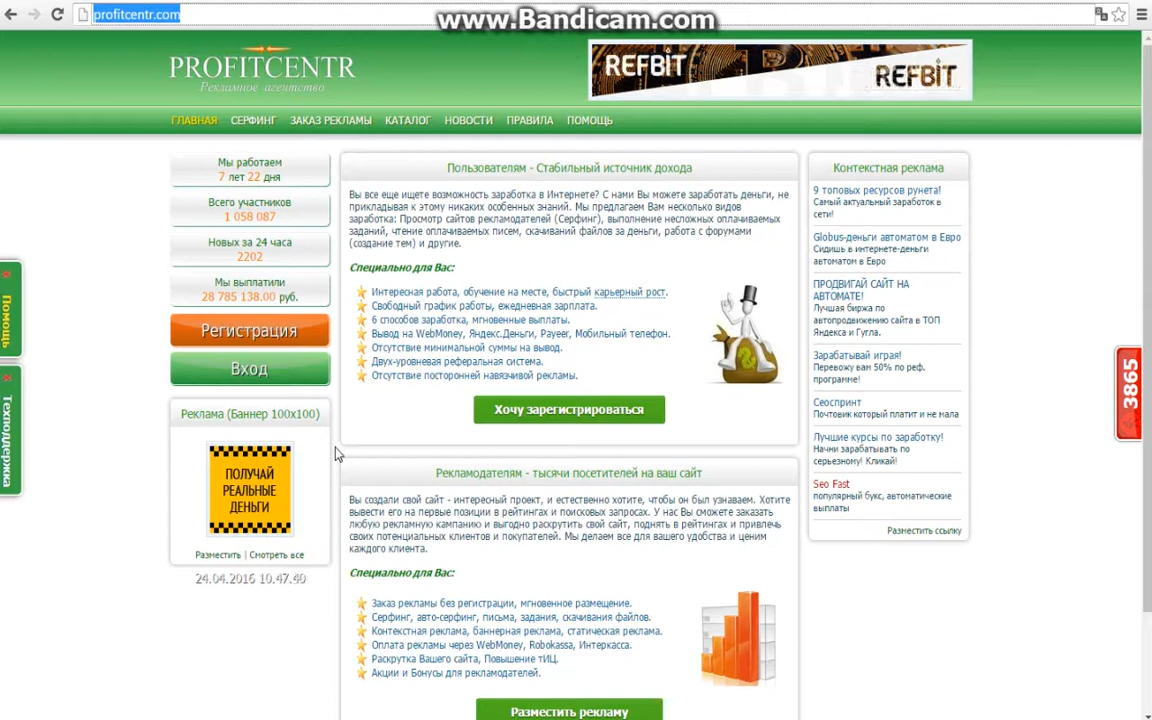 profitcentr.com
www.Bandicam.com
PROFITCENTR
Рекламное агентство
REFBIT
REFBIT
ГЛАВНАЯ СЕРФИНГ ЗАКАЗ РЕКЛАМЫ КАТАЛОГ НОВОСТИ ПРАВИЛА ПОМОЩЬ
Мы работаем
7 лет 22 дня
Всего участников
1 058 087
Новых за 24 часа
2202
Мы выплатили
28 785 138.00 руб.
Регистрация
Вход
Реклама (Баннер 100x100)
ПОЛУЧАЙ
РЕАЛЬНЫЕ
ДЕНЬГИ
Разместить | Смотреть все
24.04.2016 10:47:40
Помощь
Техподдержка
Пользователям - Стабильный источник дохода
Вы все еще ищете возможность заработка в Интернете? С нами Вы можете заработать деньги, не
прикладывая к этому никаких особенных знаний. Мы предлагаем Вам несколько видов
заработка: Просмотр сайтов рекламодателей (Серфинг), выполнение несложных оплачиваемых
заданий, чтение оплачиваемых писем, скачиваний файлов за деньги, работа с форумами
(создание тем) и другие.
Специально для Вас:
Интересная работа, обучение на месте, быстрый карьерный рост.
Свободный график работы, ежедневная зарплата.
6 способов заработка, мгновенные выплаты.
Вывод на WebMoney, Яндекс.Деньги, Payeer, Мобильный телефон.
Отсутствие минимальной суммы на вывод.
Двух-уровневая реферальная система.
Отсутствие посторонней навязчивой рекламы.
Хочу зарегистрироваться
Рекламодателям - тысячи посетителей на ваш сайт
Вы создали свой сайт - интересный проект, и естественно хотите, чтобы он был узнаваем. Хотите
вывести его на первые позиции в рейтингах и поисковых запросах. У нас Вы сможете заказать
любую рекламную кампанию и выгодно раскрутить свой сайт, поднять в рейтингах и привлечь
своих потенциальных клиентов и покупателей. Мы делаем все для вашего удобства и ценим
каждого клиента.
Специально для Вас:
Заказ рекламы без регистрации, мгновенное размещение.
Серфинг, авто-серфинг, письма, задания, скачивания файлов.
Контекстная реклама, баннерная реклама, статическая реклама.
Оплата рекламы через WebMoney, Robokassa, Интеркасса.
Раскрутка Вашего сайта, Повышение тИЦ.
Акции и Бонусы для рекламодателей.
Разместить рекламу
Контекстная реклама
9 топовых ресурсов рунета!
Самый актуальный заработок в
сети!
Globus-деньги автоматом в Евро
Сидишь в интернете-деньги
автоматом в Евро
ПРОДВИГАЙ САЙТ НА
АВТОМАТЕ!
Лучшая биржа по
автопродвижению сайта в ТОП
Яндекса и Гугла.
Зарабатывай играя!
Перевожу вам 50% по реф.
программе!
Сеоспринт
Почтовик который платит и не мала
Лучшие курсы по заработку!
Начни зарабатывать по
серьезному! Кликай!
Seo Fast
популярный букс, автоматические
выплаты
Разместить ссылку
3865